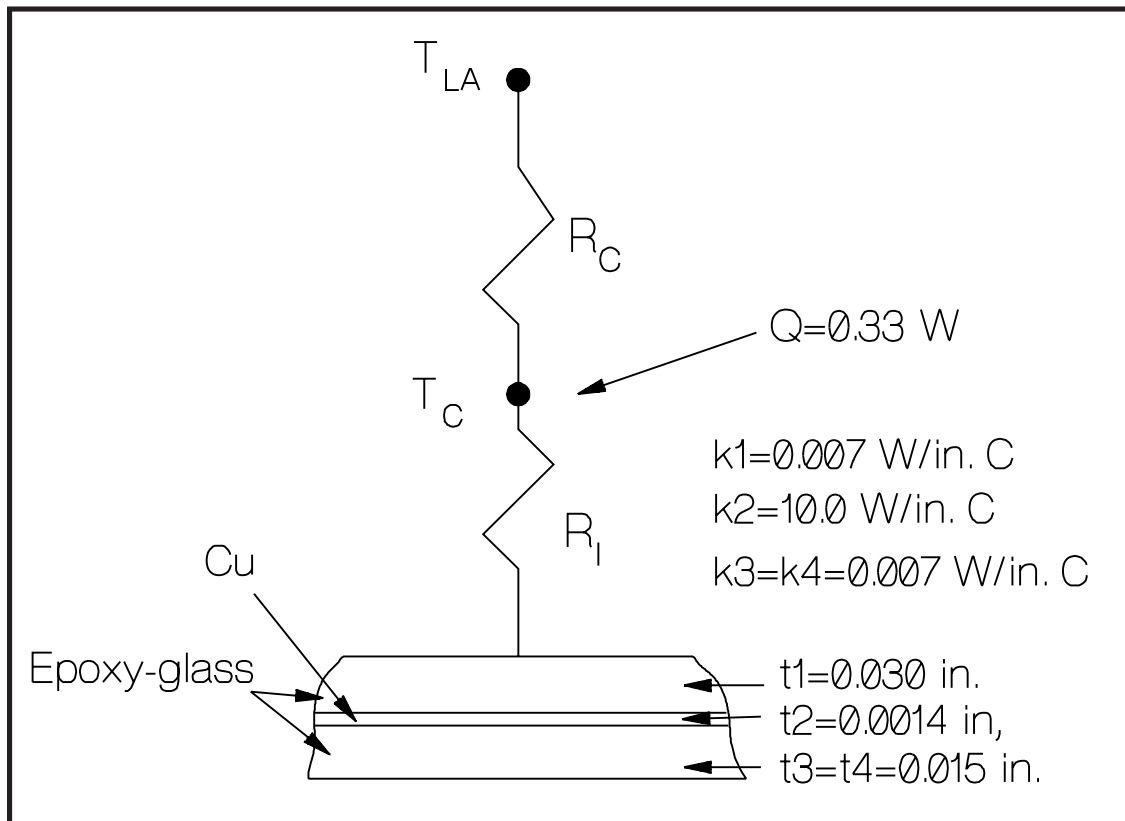 T_LA
R_C
Q=0.33 W
T_C
k1=0.007 W/in. C
k2=10.0 W/in. C
R_I
Cu
k3=k4=0.007 W/in. C
Epoxy-glass
t1=0.030 in.
t2=0.0014 in,
t3=t4=0.015 in.